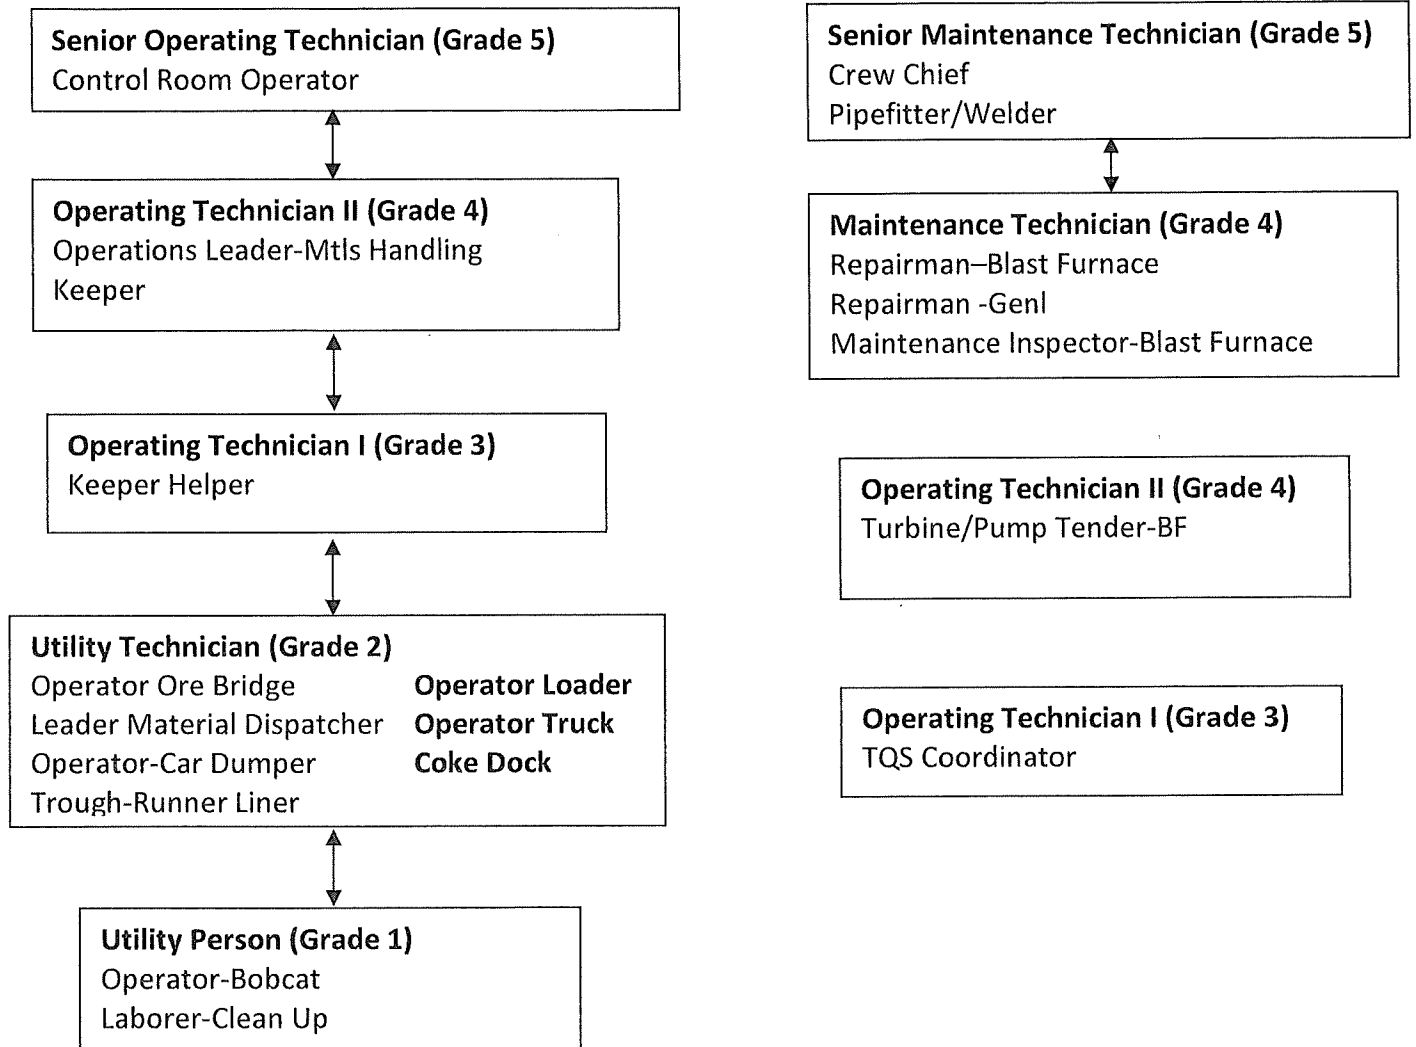 Senior Operating Technician (Grade 5)
Control Room Operator
Operating Technician II (Grade 4)
Operations Leader-Mtls Handling
Keeper
Operating Technician I (Grade 3)
Keeper Helper
Utility Technician (Grade 2)
Operator Ore Bridge
Leader Material Dispatcher
Operator-Car Dumper
Trough-Runner Liner
Operator Loader
Operator Truck
Coke Dock
Utility Person (Grade 1)
Operator-Bobcat
Laborer-Clean Up
Senior Maintenance Technician (Grade 5)
Crew Chief
Pipefitter/Welder
Maintenance Technician (Grade 4)
Repairman–Blast Furnace
Repairman -Genl
Maintenance Inspector-Blast Furnace
Operating Technician II (Grade 4)
Turbine/Pump Tender-BF
Operating Technician I (Grade 3)
TQS Coordinator